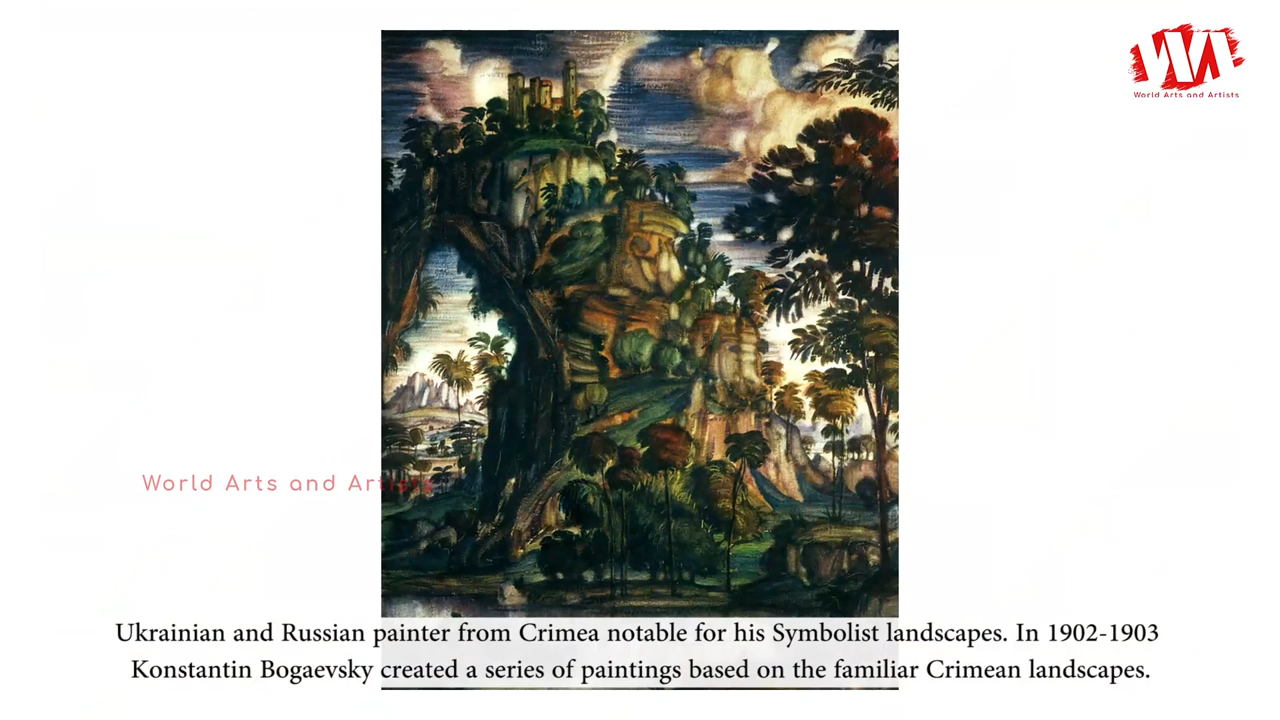 World Arts and Artists
World Arts and Artists
Ukrainian and Russian painter from Crimea notable for his Symbolist landscapes. In 1902-1903
Konstantin Bogaevsky created a series of paintings based on the familiar Crimean landscapes.